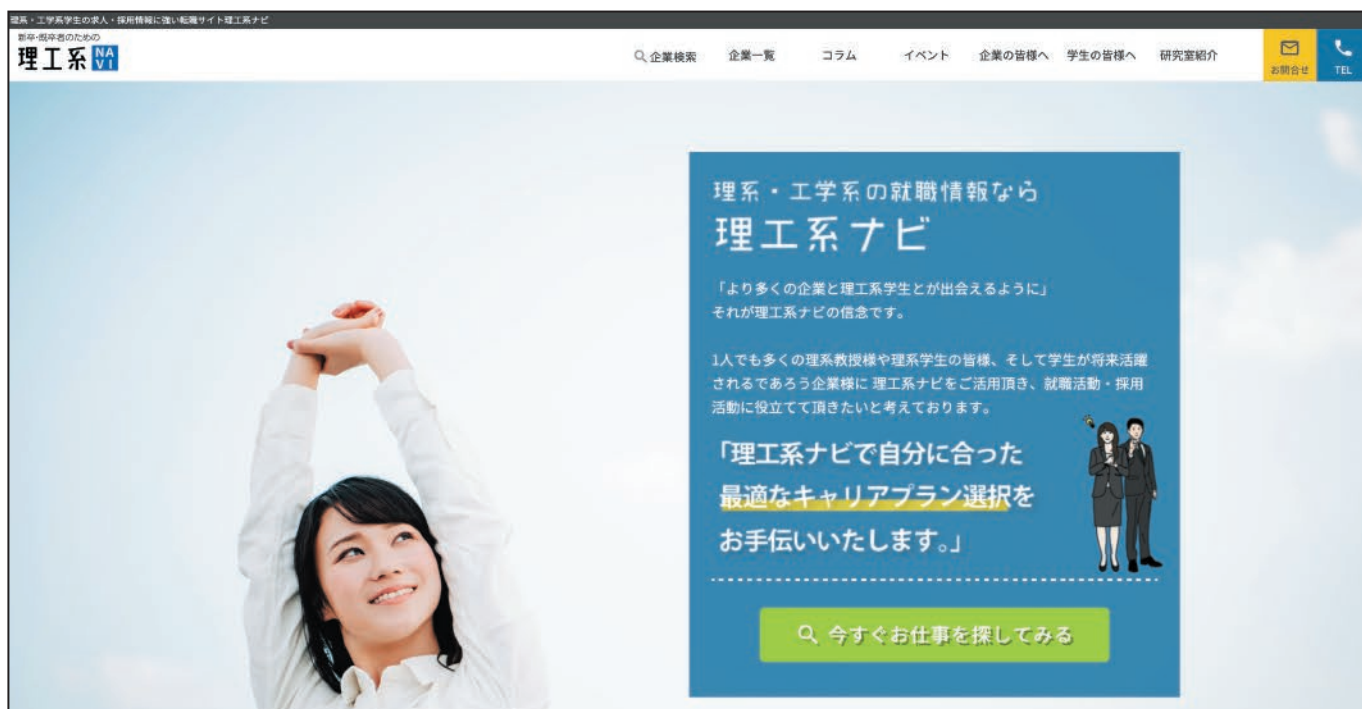 理系・工学系学生の求人・採用情報に強い転職サイト理工系ナビ
新卒・既卒者のための
理工系 NAVI
企業検索 企業一覧 コラム イベント 企業の皆様へ 学生の皆様へ 研究室紹介 お問合せ TEL
理系・工学系の就職情報なら
理工系ナビ
「より多くの企業と理工系学生とが出会えるように」
それが理工系ナビの信念です。
1人でも多くの理系教授様や理系学生の皆様、そして学生が将来活躍
されるであろう企業様に 理工系ナビをご活用頂き、就職活動・採用
活動に役立てて頂きたいと考えております。
「理工系ナビで自分に合った
最適なキャリアプラン選択を
お手伝いいたします。」
今すぐお仕事を探してみる